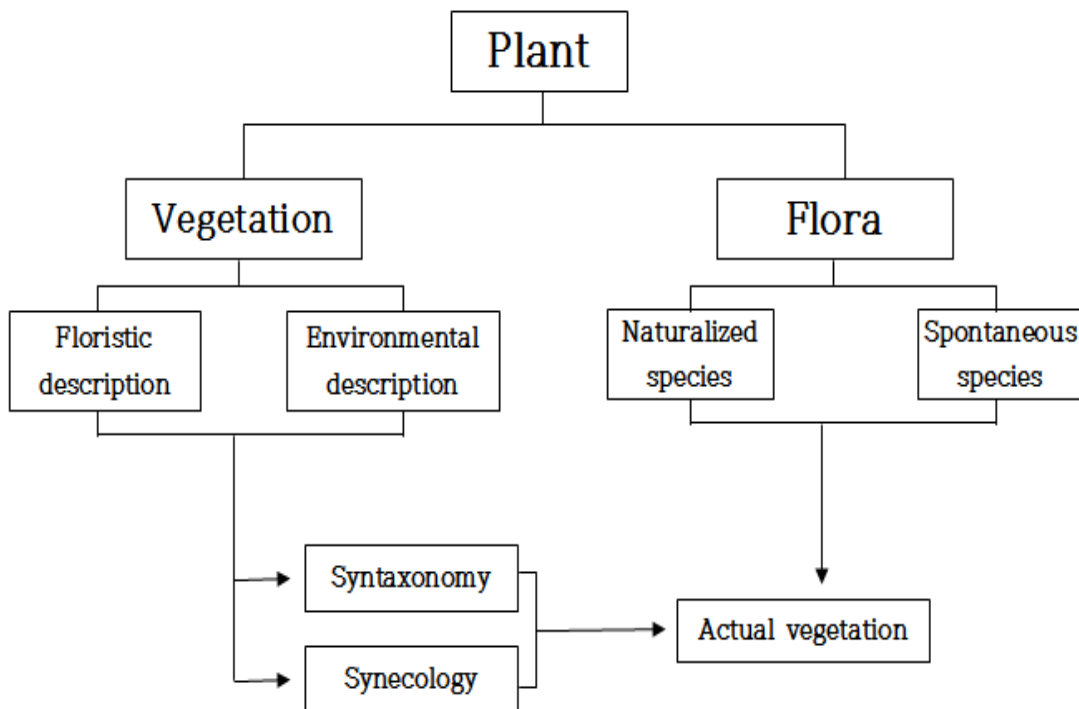 Plant
Vegetation
Flora
Floristic
description
Environmental
description
Naturalized
species
Spontaneous
species
Syntaxonomy
Actual vegetation
Synecology